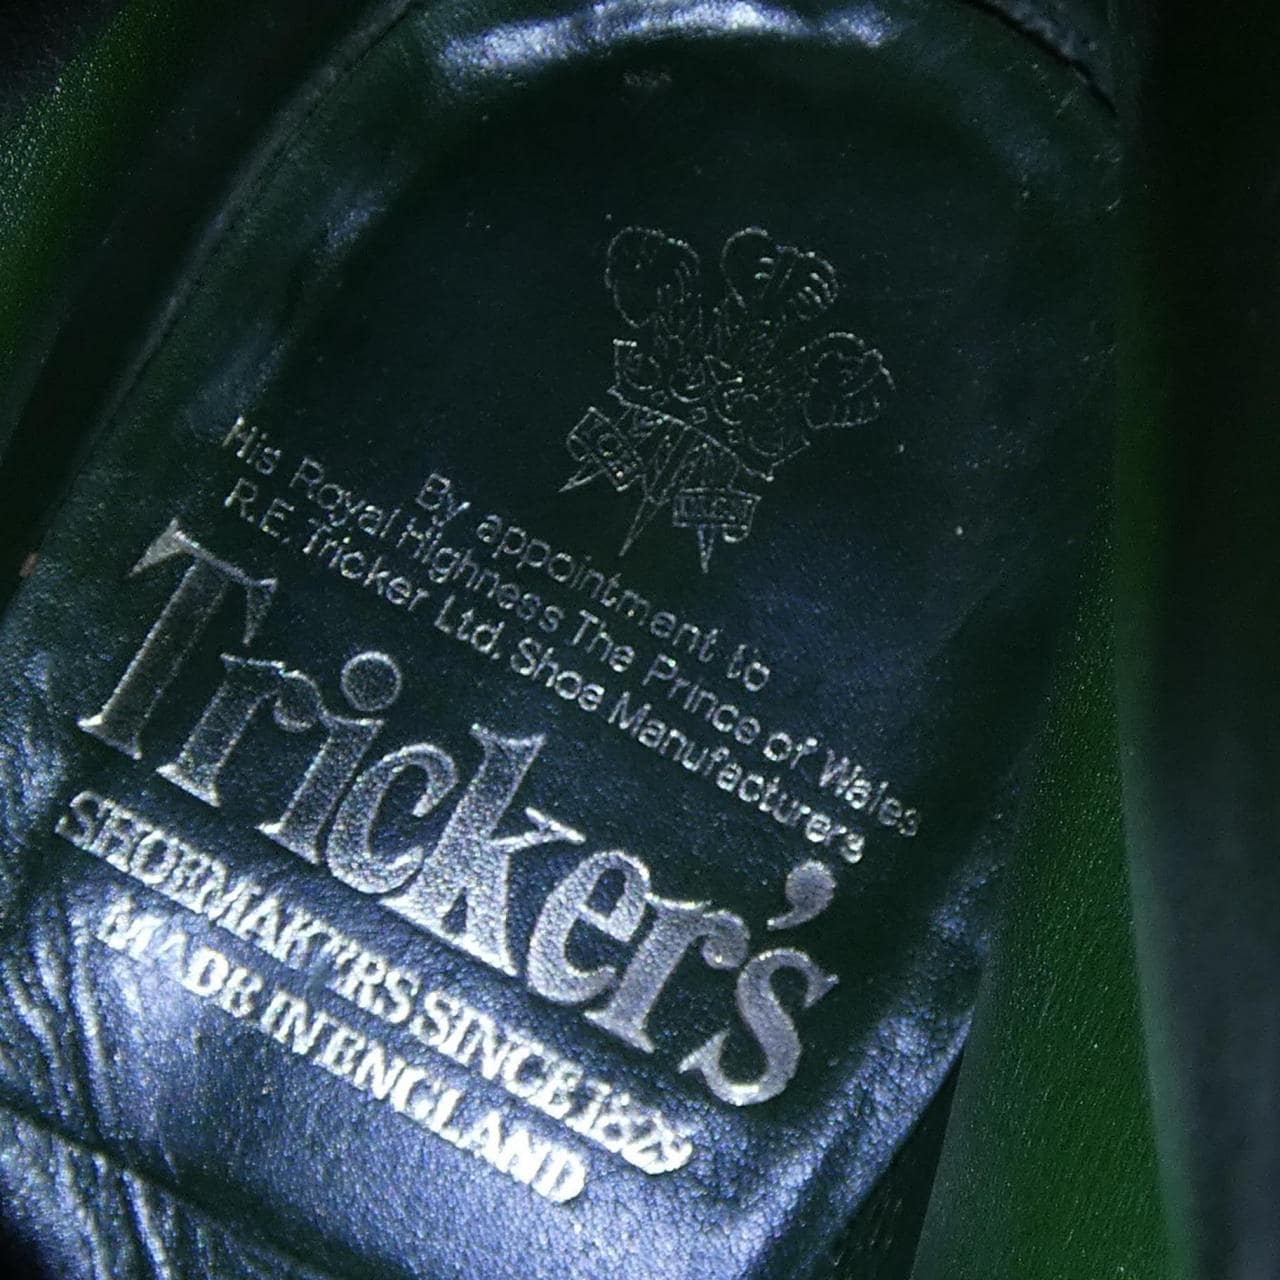 By appointment to
His Royal Highness The Prince of Wales
R.E. Tricker Ltd. Shoe Manufacturers
Tricker's
SHOEMAKERS SINCE 1829
MADE IN ENGLAND